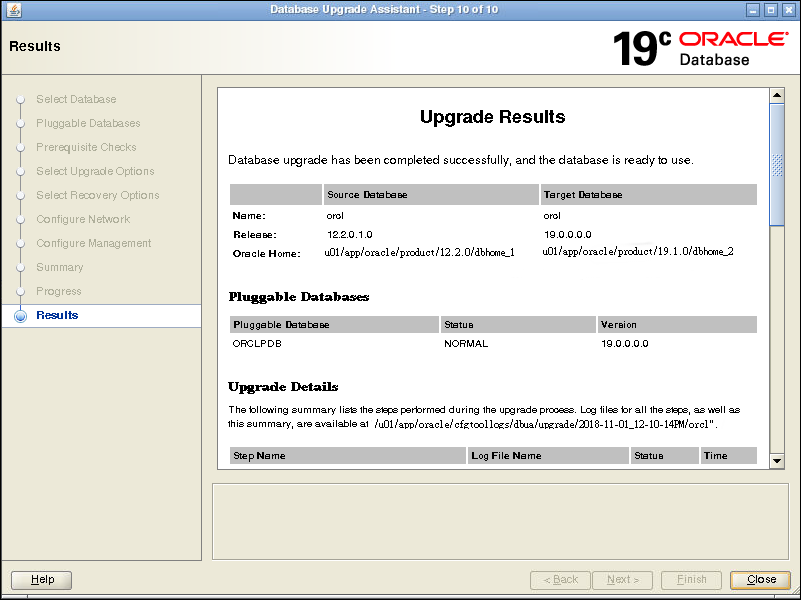 Database Upgrade Assistant - Step 10 of 10
Results
19c ORACLE
Database
Select Database
Pluggable Databases
Prerequisite Checks
Select Upgrade Options
Select Recovery Options
Configure Network
Configure Management
Summary
Progress
Results
Upgrade Results
Database upgrade has been completed successfully, and the database is ready to use.
Source Database Target Database
Name: orcl orcl
Release: 12.2.0.1.0 19.0.0.0.0
Oracle Home: u01/app/oracle/product/12.2.0/dbhome_1 u01/app/oracle/product/19.1.0/dbhome_2
Pluggable Databases
Pluggable Database Status Version
ORCLPDB NORMAL 19.0.0.0.0
Upgrade Details
The following summary lists the steps performed during the upgrade process. Log files for all the steps, as well as
this summary, are available at /u01/app/oracle/cfgtoollogs/dbua/upgrade/2018-11-01_12-10-14PM/orcl".
Step Name Log File Name Status Time
Help < Back Next > Finish Close